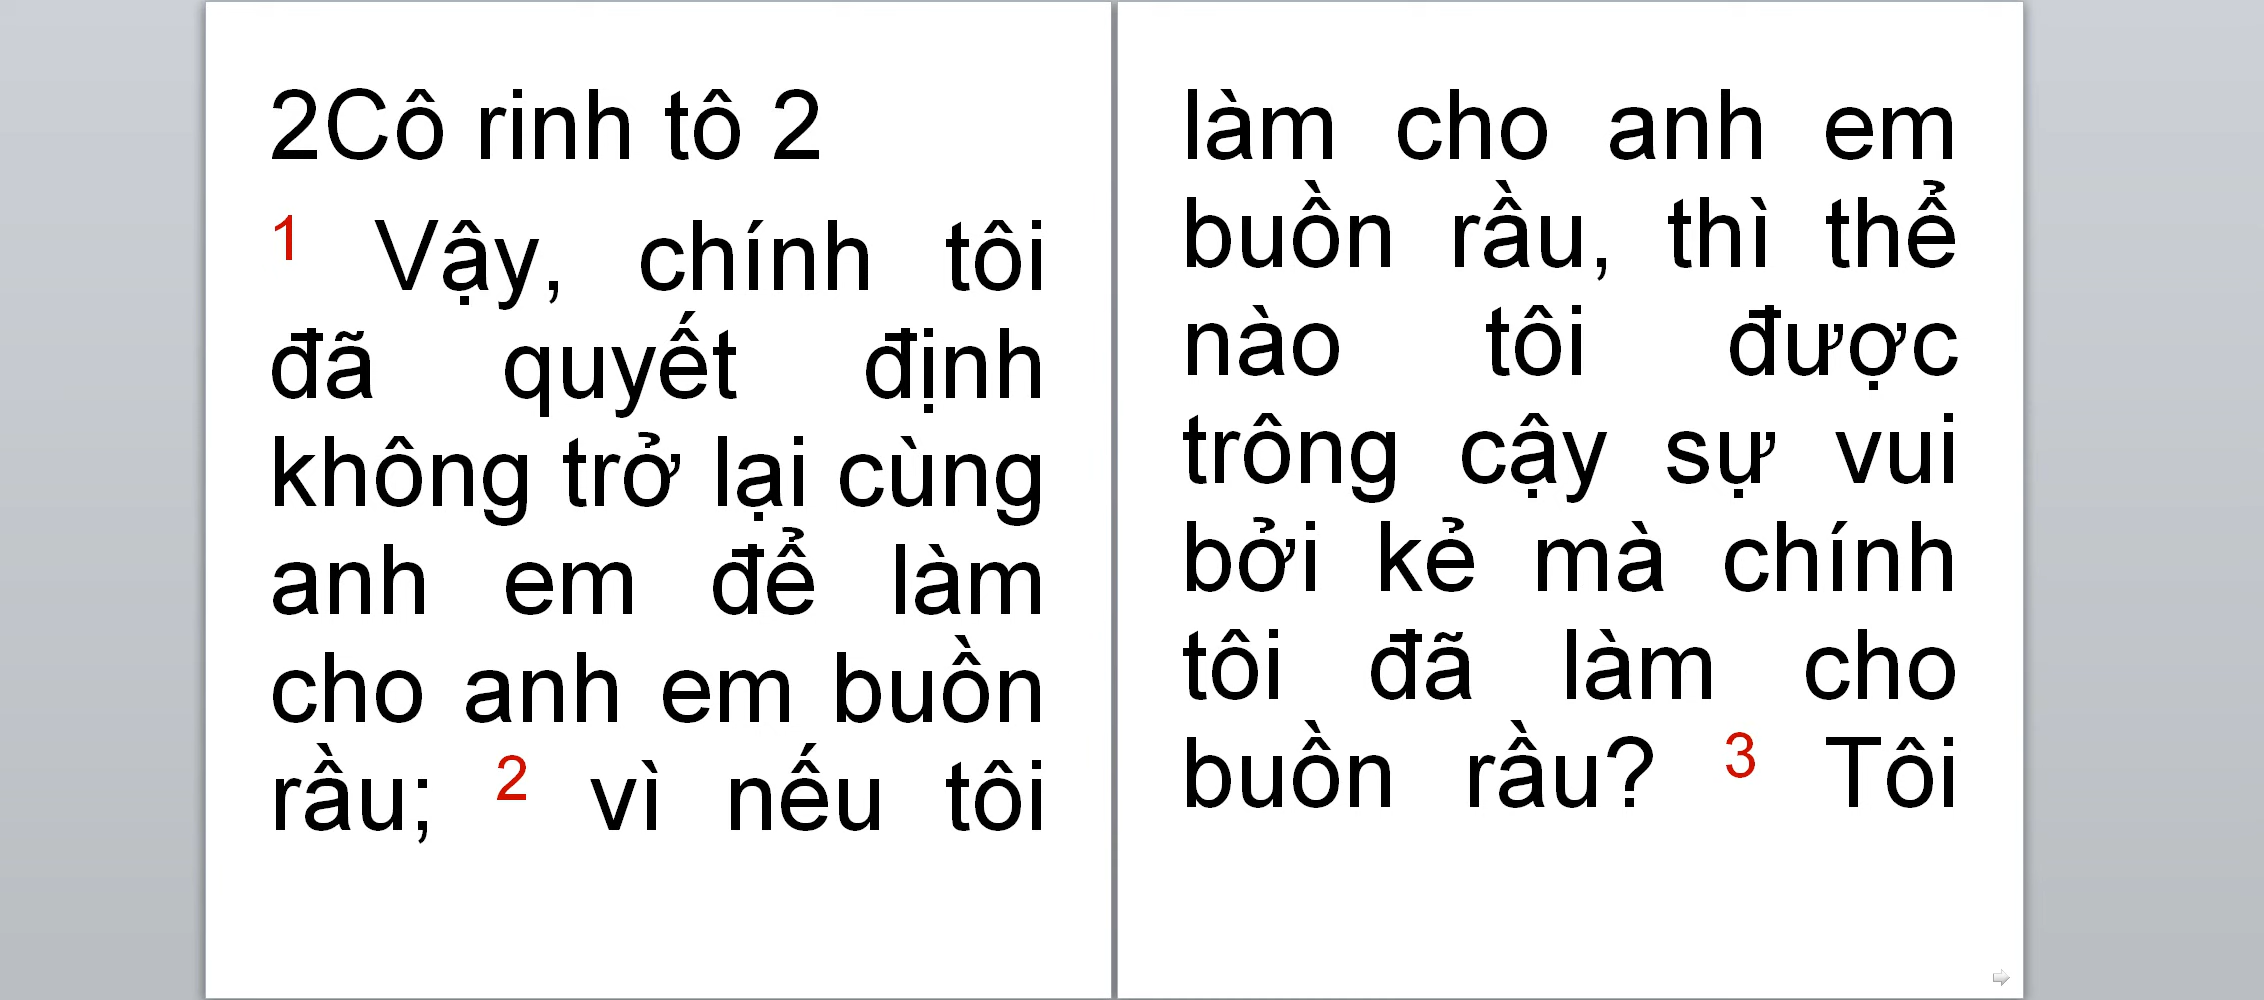 2Cô rinh tô 2
1 Vậy, chính tôi
đã quyết định
không trở lại cùng
anh em để làm
cho anh em buồn
rầu; 2 vì nếu tôi
làm cho anh em
buồn rầu, thì thể
nào tôi được
trông cậy sự vui
bởi kẻ mà chính
tôi đã làm cho
buồn rầu? 3 Tôi